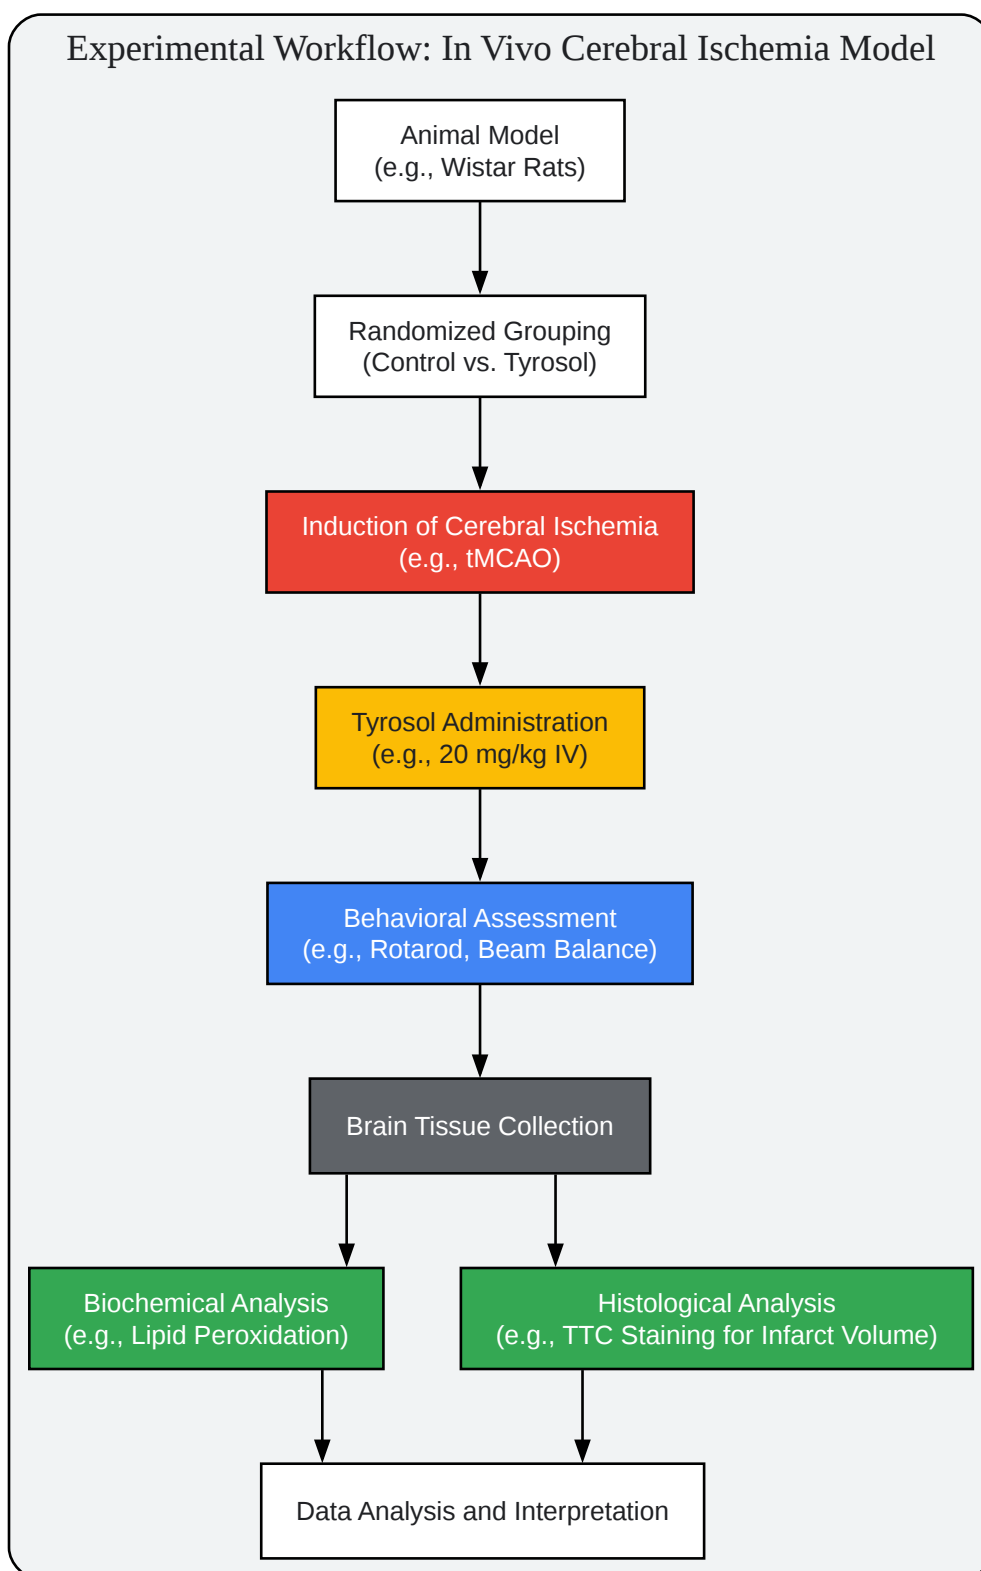 Experimental Workflow: In Vivo Cerebral Ischemia Model
Animal Model
(e.g., Wistar Rats)
Randomized Grouping
(Control vs. Tyrosol)
Induction of Cerebral Ischemia
(e.g., tMCAO)
Tyrosol Administration
(e.g., 20 mg/kg IV)
Behavioral Assessment
(e.g., Rotarod, Beam Balance)
Brain Tissue Collection
Biochemical Analysis
(e.g., Lipid Peroxidation)
Histological Analysis
(e.g., TTC Staining for Infarct Volume)
Data Analysis and Interpretation